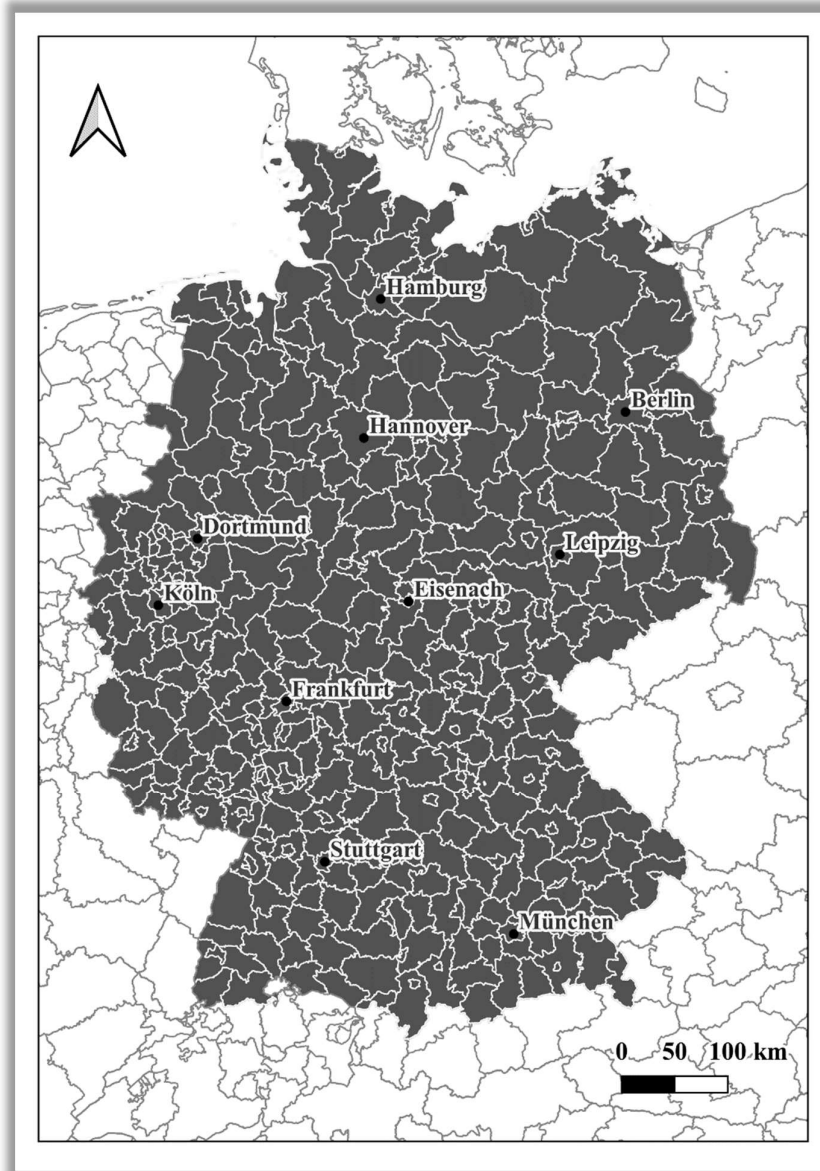 Hamburg
Berlin
Hannover
Dortmund
Leipzig
Köln
Eisenach
Frankfurt
Stuttgart
München
0 50 100 km